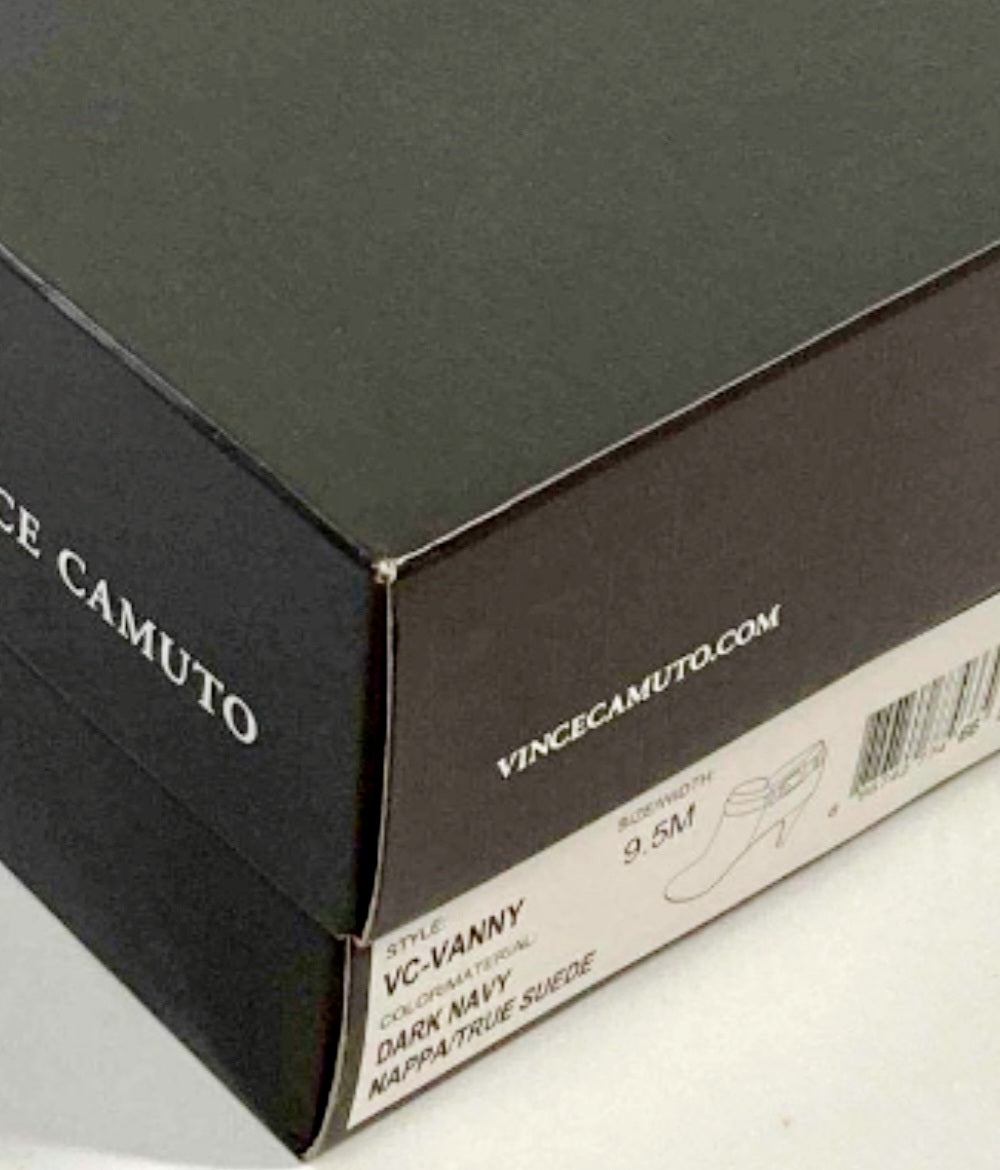 CE CAMUTO
VINCECAMUTO.COM
SIZE/WIDTH:
9.5M
STYLE:
VC-VANNY
COLOR/MATERIAL:
DARK NAVY
NAPPA/TRUE SUEDE